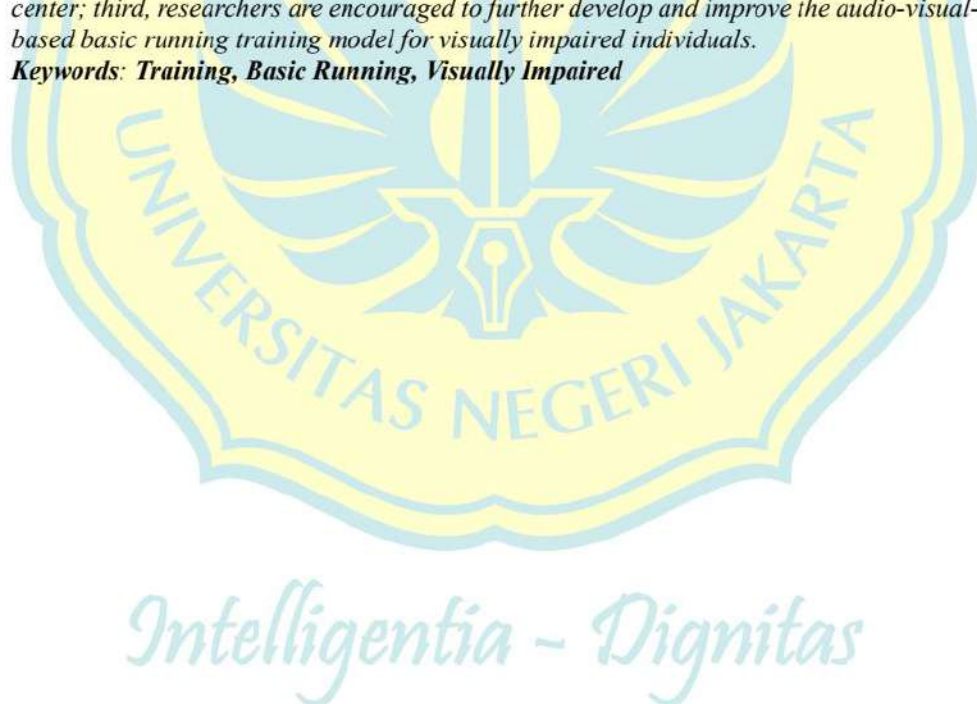 center; third, researchers are encouraged to further develop and improve the audio-visual-
based basic running training model for visually impaired individuals.
Keywords: Training, Basic Running, Visually Impaired
UNIVERSITAS NEGERI JAKARTA
Intelligentia - Dignitas